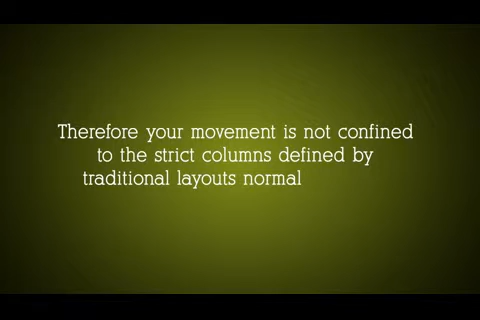 Therefore your movement is not confined
to the strict columns defined by
traditional layouts normal